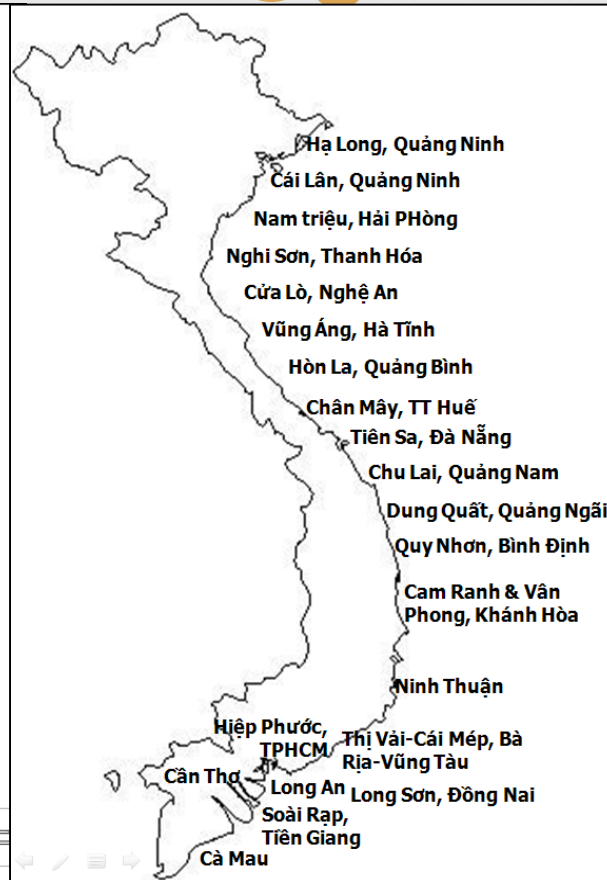 Hạ Long, Quảng Ninh
Cái Lân, Quảng Ninh
Nam triệu, Hải PHòng
Nghi Sơn, Thanh Hóa
Cửa Lò, Nghệ An
Vũng Áng, Hà Tĩnh
Hòn La, Quảng Bình
Chân Mây, TT Huế
Tiên Sa, Đà Nẵng
Chu Lai, Quảng Nam
Dung Quất, Quảng Ngãi
Quy Nhơn, Bình Định
Cam Ranh & Vân
Phong, Khánh Hòa
Ninh Thuận
Hiệp Phước,
TPHCM
Thị Vải-Cái Mép, Bà
Rịa-Vũng Tàu
Cần Thơ
Long An
Long Sơn, Đồng Nai
Soài Rạp,
Tiền Giang
Cà Mau